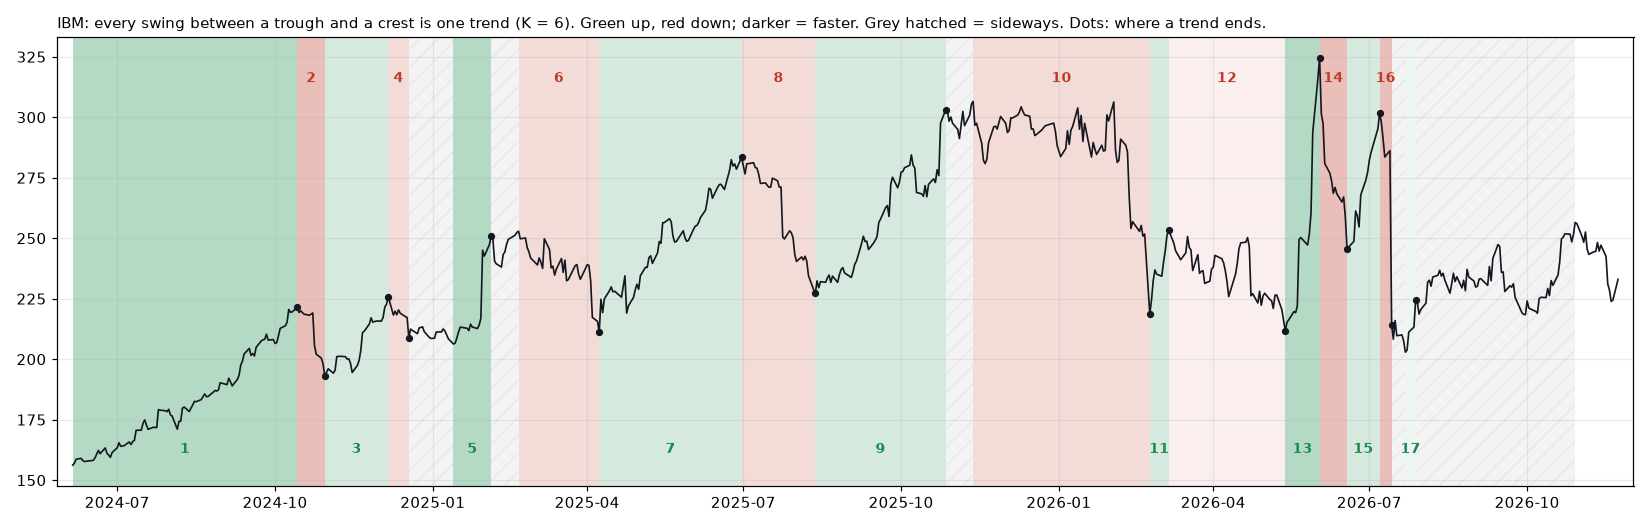 IBM: every swing between a trough and a crest is one trend (K = 6). Green up, red down; darker = faster. Grey hatched = sideways. Dots: where a trend ends.
325
300
275
250
225
200
175
150
2 4 6 8 10 12 14 16
1 3 5 7 9 11 13 15 17
2024-07 2024-10 2025-01 2025-04 2025-07 2025-10 2026-01 2026-04 2026-07 2026-10